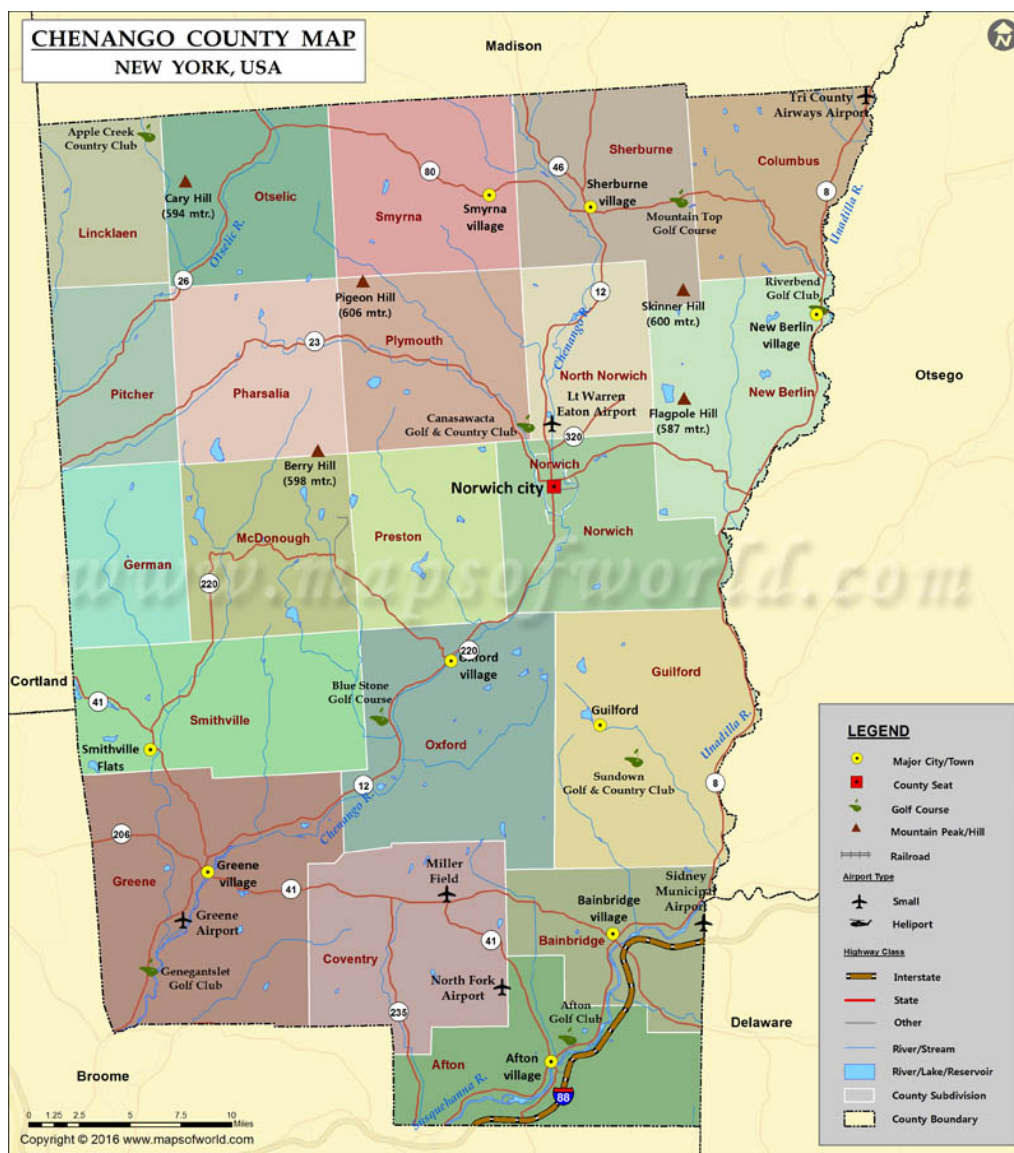 CHENANGO COUNTY MAP
NEW YORK, USA
N
Madison
Tri County
Airways Airport
Apple Creek
Country Club
Sherburne
Columbus
46
80
8
Cary Hill
(594 mtr.)
Otselic
Smyrna
Smyrna
village
Sherburne
village
Mountain Top
Golf Course
Unadilla R.
Lincklaen
Otselic R.
26
Pigeon Hill
(606 mtr.)
12
Skinner Hill
(600 mtr.)
Riverbend
Golf Club
New Berlin
village
23
Plymouth
Chenango R.
Otsego
Pitcher
Pharsalia
North Norwich
New Berlin
Lt Warren
Eaton Airport
Canasawacta
Golf & Country Club
320
Flagpole Hill
(587 mtr.)
Berry Hill
(598 mtr.)
Norwich
Norwich city
McDonough
Preston
Norwich
German
www.mapsofworld.com
220
220
Oxford
village
Cortland
41
Blue Stone
Golf Course
Guilford
Smithville
Oxford
Guilford
Smithville
Flats
Unadilla R.
Sundown
Golf & Country Club
8
12
Chenango R.
206
Greene
Greene
village
Miller
Field
Sidney
Municipal
Airport
41
Bainbridge
village
Greene
Airport
41
Bainbridge
Coventry
Genegantslet
Golf Club
North Fork
Airport
235
Afton
Golf Club
Delaware
Afton
Afton
village
Broome
Susquehanna R.
88
LEGEND
Major City/Town
County Seat
Golf Course
Mountain Peak/Hill
Railroad
Airport Type
Small
Heliport
Highway Class
Interstate
State
Other
River/Stream
River/Lake/Reservoir
County Subdivision
County Boundary
0 1.25 2.5 5 7.5 10
Miles
Copyright © 2016 www.mapsofworld.com